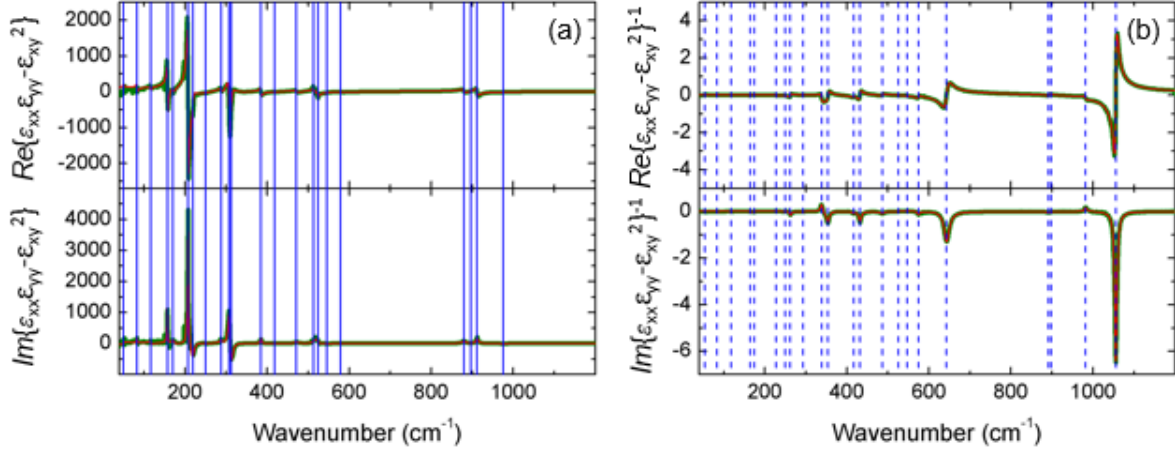 (a)
Re{εxxεyy-εxy²}
2000
1000
0
-1000
-2000
Im{εxxεyy-εxy²}
4000
3000
2000
1000
0
200 400 600 800 1000
Wavenumber (cm⁻¹)
(b)
Re{εxxεyy-εxy²}⁻¹
4
2
0
-2
-4
Im{εxxεyy-εxy²}⁻¹
0
-2
-4
-6
200 400 600 800 1000
Wavenumber (cm⁻¹)